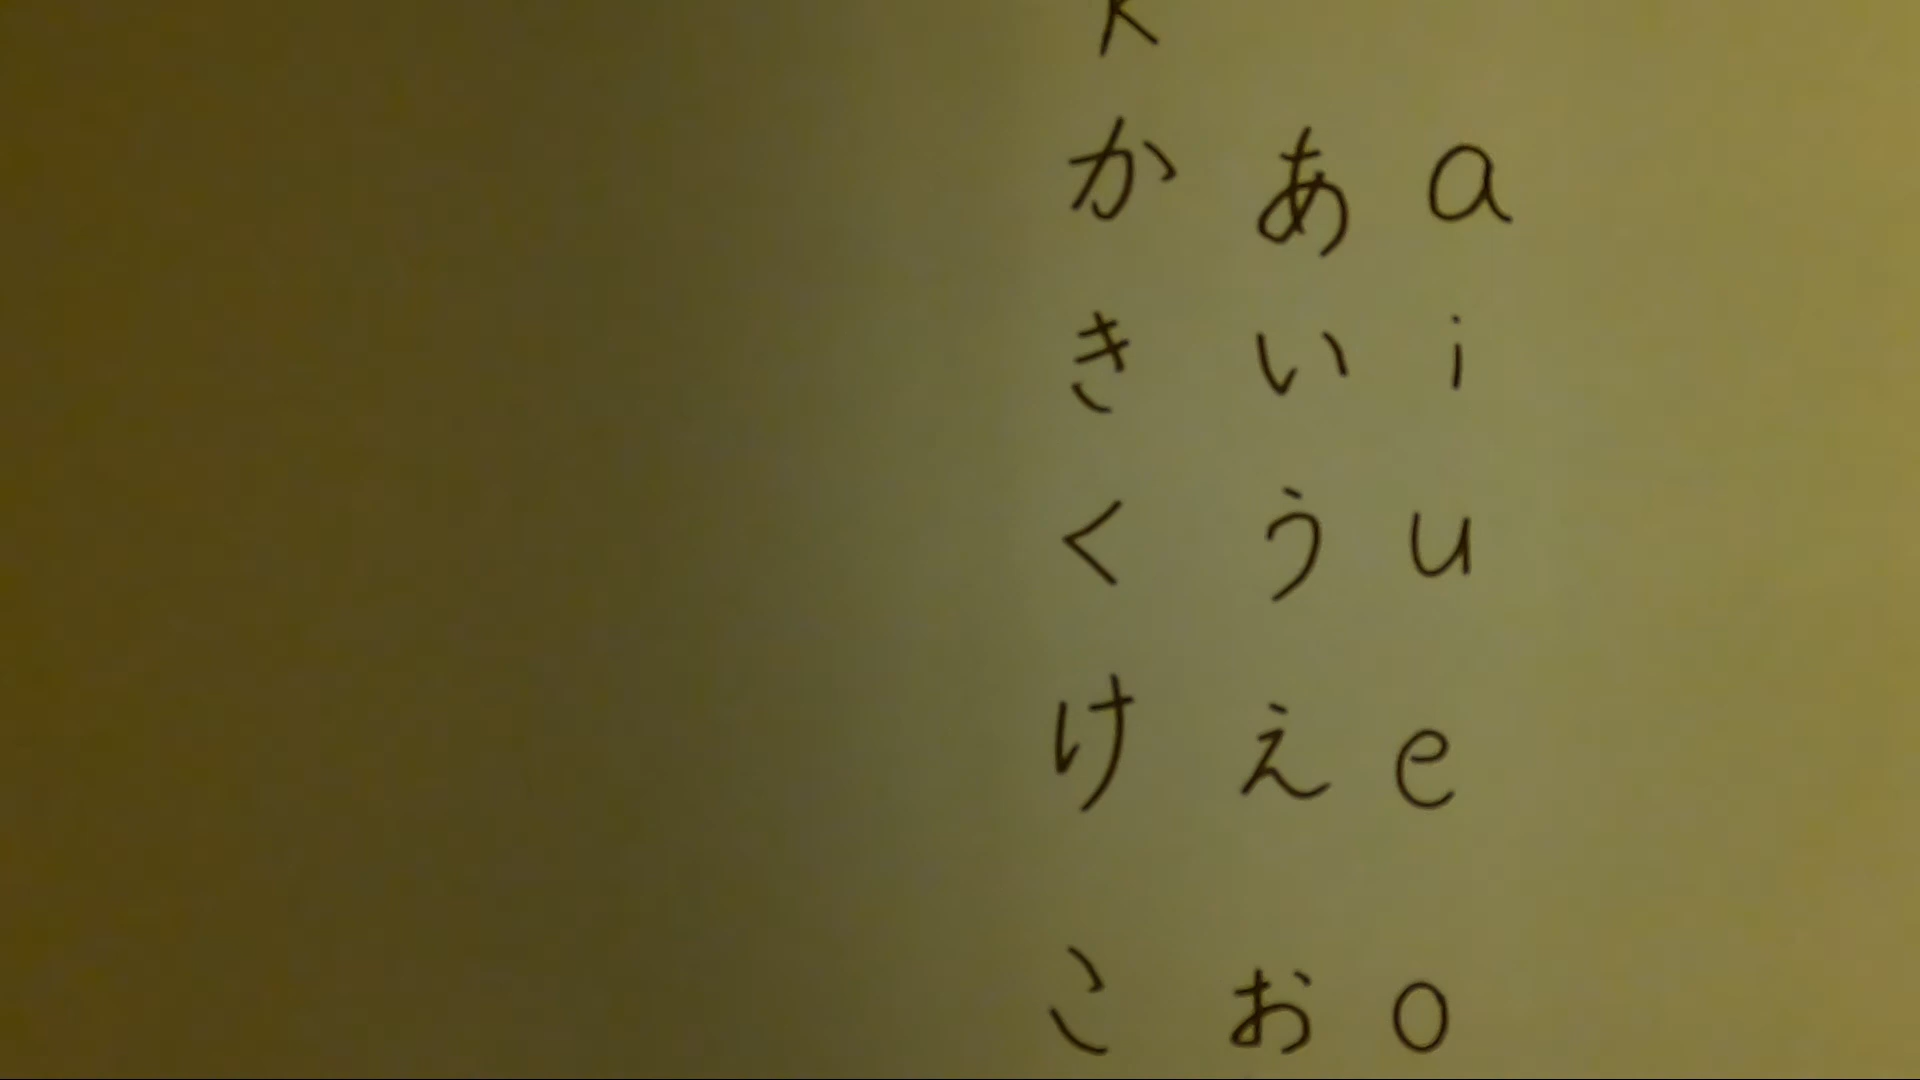 k
か あ a
き い i
く う u
け え e
こ お o